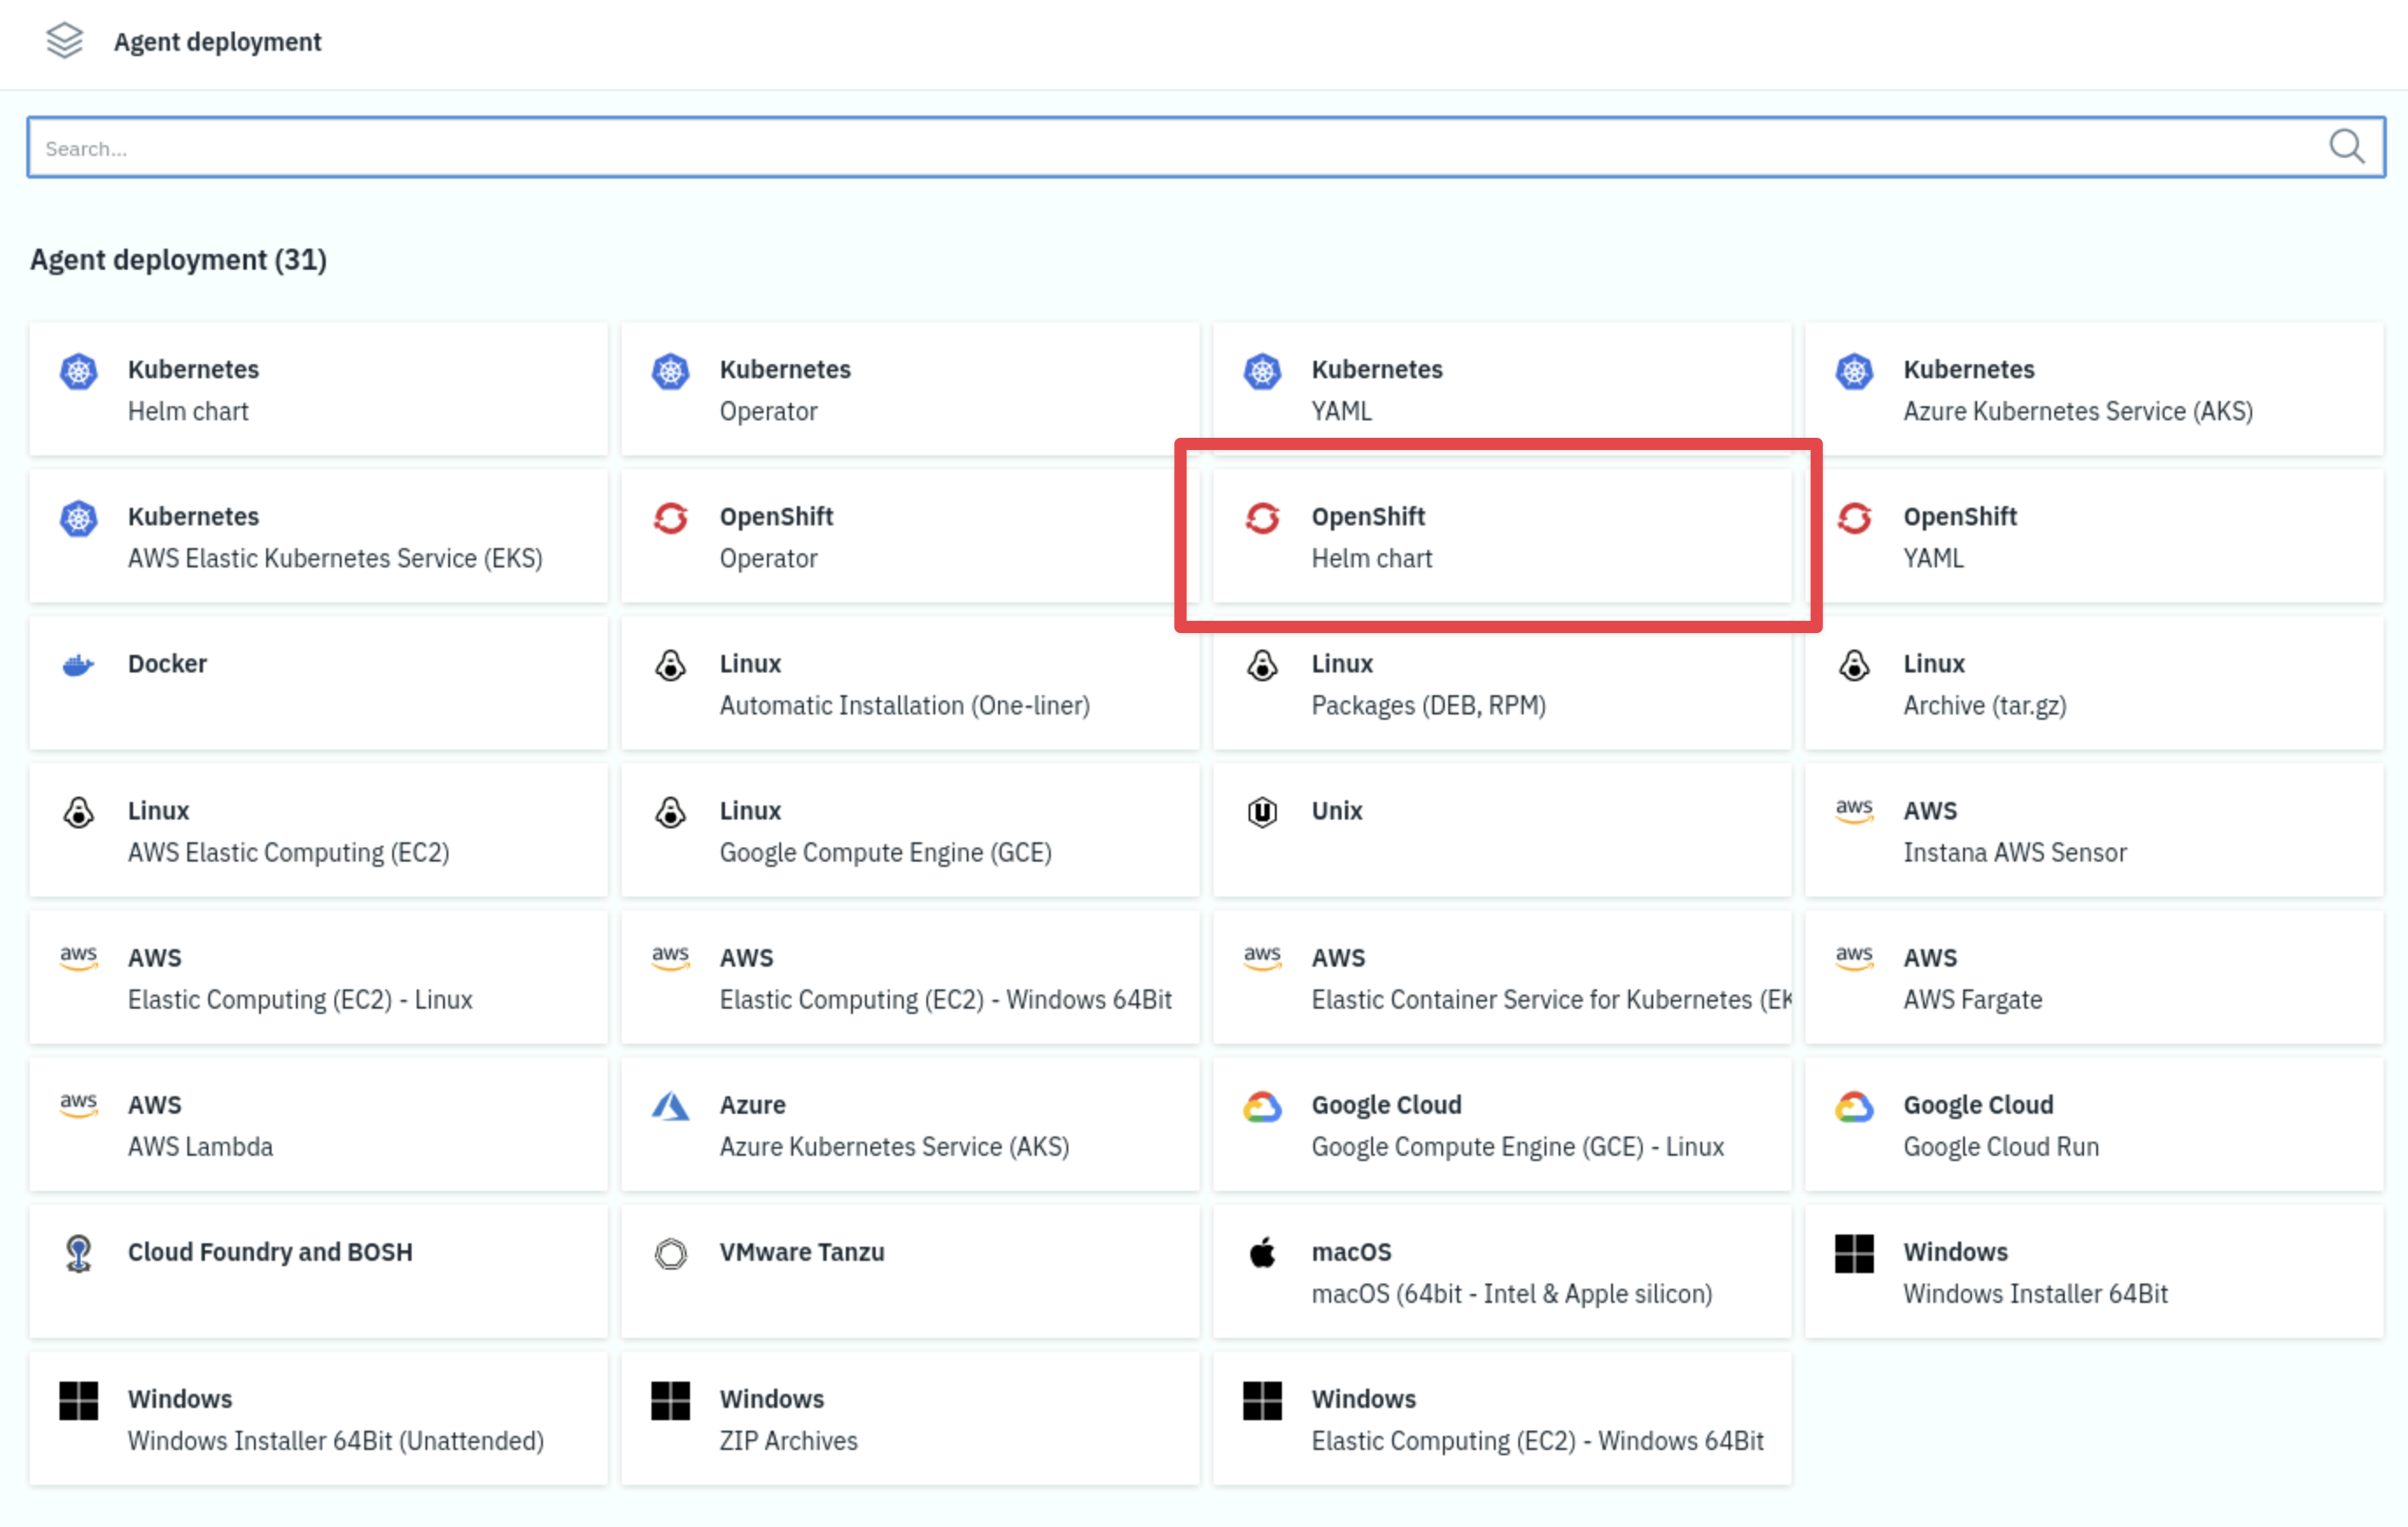 Agent deployment
Search...
Agent deployment (31)
Kubernetes
Helm chart
Kubernetes
Operator
Kubernetes
YAML
Kubernetes
Azure Kubernetes Service (AKS)
Kubernetes
AWS Elastic Kubernetes Service (EKS)
OpenShift
Operator
OpenShift
Helm chart
OpenShift
YAML
Docker
Linux
Automatic Installation (One-liner)
Linux
Packages (DEB, RPM)
Linux
Archive (tar.gz)
Linux
AWS Elastic Computing (EC2)
Linux
Google Compute Engine (GCE)
Unix
aws
AWS
Instana AWS Sensor
aws
AWS
Elastic Computing (EC2) - Linux
aws
AWS
Elastic Computing (EC2) - Windows 64Bit
aws
AWS
Elastic Container Service for Kubernetes (EK
aws
AWS
AWS Fargate
aws
AWS
AWS Lambda
Azure
Azure Kubernetes Service (AKS)
Google Cloud
Google Compute Engine (GCE) - Linux
Google Cloud
Google Cloud Run
Cloud Foundry and BOSH
VMware Tanzu
macOS
macOS (64bit - Intel & Apple silicon)
Windows
Windows Installer 64Bit
Windows
Windows Installer 64Bit (Unattended)
Windows
ZIP Archives
Windows
Elastic Computing (EC2) - Windows 64Bit